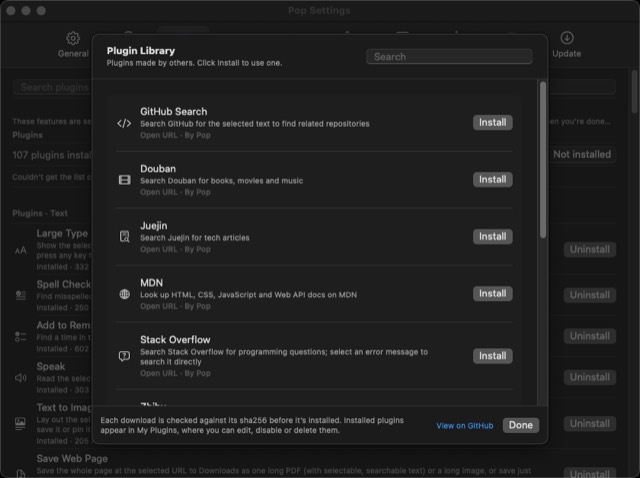 Pop Settings
General
Update
Plugin Library
Plugins made by others. Click Install to use one.
Search
Search plugins
These features are se
en you're done...
Plugins
107 plugins instal
Not installed
Couldn't get the list o
GitHub Search
Search GitHub for the selected text to find related repositories
Open URL · By Pop
Install
Douban
Search Douban for books, movies and music
Open URL · By Pop
Install
Juejin
Search Juejin for tech articles
Open URL · By Pop
Install
MDN
Look up HTML, CSS, JavaScript and Web API docs on MDN
Open URL · By Pop
Install
Stack Overflow
Search Stack Overflow for programming questions; select an error message to
search it directly
Open URL · By Pop
Install
Plugins · Text
Large Type
Show the selec
press any key t
Installed · 332
Uninstall
Spell Check
Find misspelle
Installed · 250
Uninstall
Add to Rem
Find a time in t
Installed · 602
Uninstall
Speak
Read the selec
Installed · 303
Uninstall
Text to Imag
Lay out the sel
save it or pin it
Installed · 205
Uninstall
Each download is checked against its sha256 before it's installed. Installed plugins
appear in My Plugins, where you can edit, disable or delete them.
View on GitHub
Done
Save Web Page
Save the whole page at the selected URL to Downloads as one long PDF (with selectable, searchable text) or a long image, or save just
Uninstall